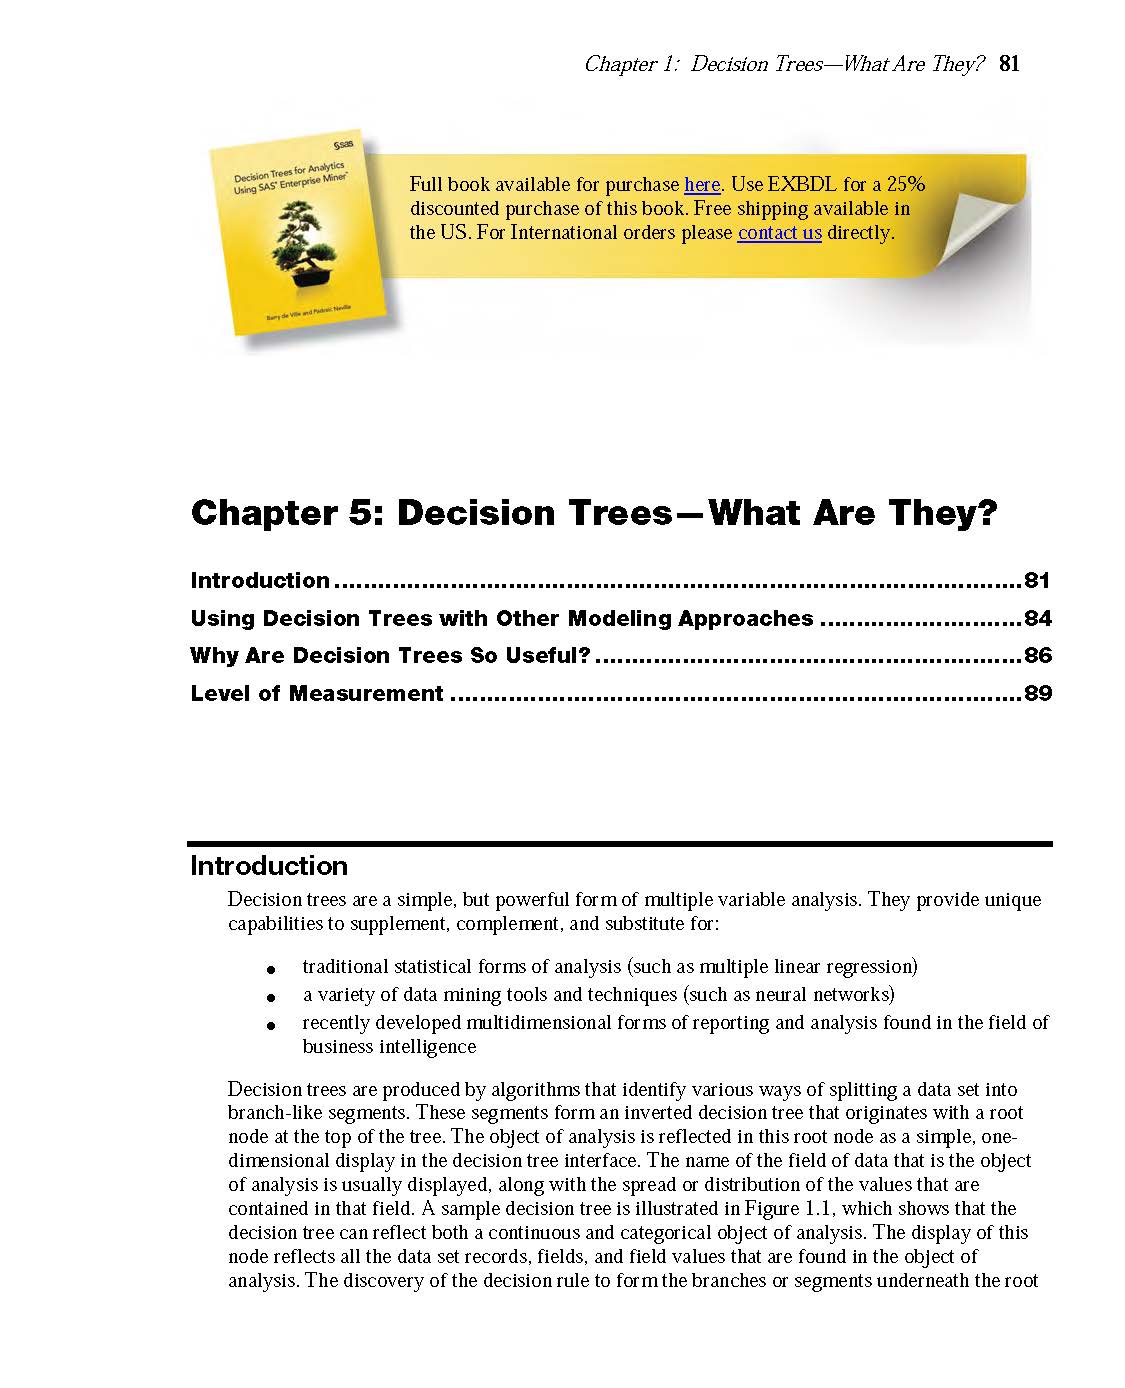 Chapter 1: Decision Trees—What Are They? 81
sas
Decision Trees for Analytics
Using SAS® Enterprise Miner™
Barry de Ville and Padraic Neville
Full book available for purchase here. Use EXBDL for a 25%
discounted purchase of this book. Free shipping available in
the US. For International orders please contact us directly.
Chapter 5: Decision Trees—What Are They?
Introduction ................................................................................................81
Using Decision Trees with Other Modeling Approaches ............................84
Why Are Decision Trees So Useful? ...........................................................86
Level of Measurement ...............................................................................89
Introduction
Decision trees are a simple, but powerful form of multiple variable analysis. They provide unique
capabilities to supplement, complement, and substitute for:
● traditional statistical forms of analysis (such as multiple linear regression)
● a variety of data mining tools and techniques (such as neural networks)
● recently developed multidimensional forms of reporting and analysis found in the field of
business intelligence
Decision trees are produced by algorithms that identify various ways of splitting a data set into
branch-like segments. These segments form an inverted decision tree that originates with a root
node at the top of the tree. The object of analysis is reflected in this root node as a simple, one-
dimensional display in the decision tree interface. The name of the field of data that is the object
of analysis is usually displayed, along with the spread or distribution of the values that are
contained in that field. A sample decision tree is illustrated in Figure 1.1, which shows that the
decision tree can reflect both a continuous and categorical object of analysis. The display of this
node reflects all the data set records, fields, and field values that are found in the object of
analysis. The discovery of the decision rule to form the branches or segments underneath the root